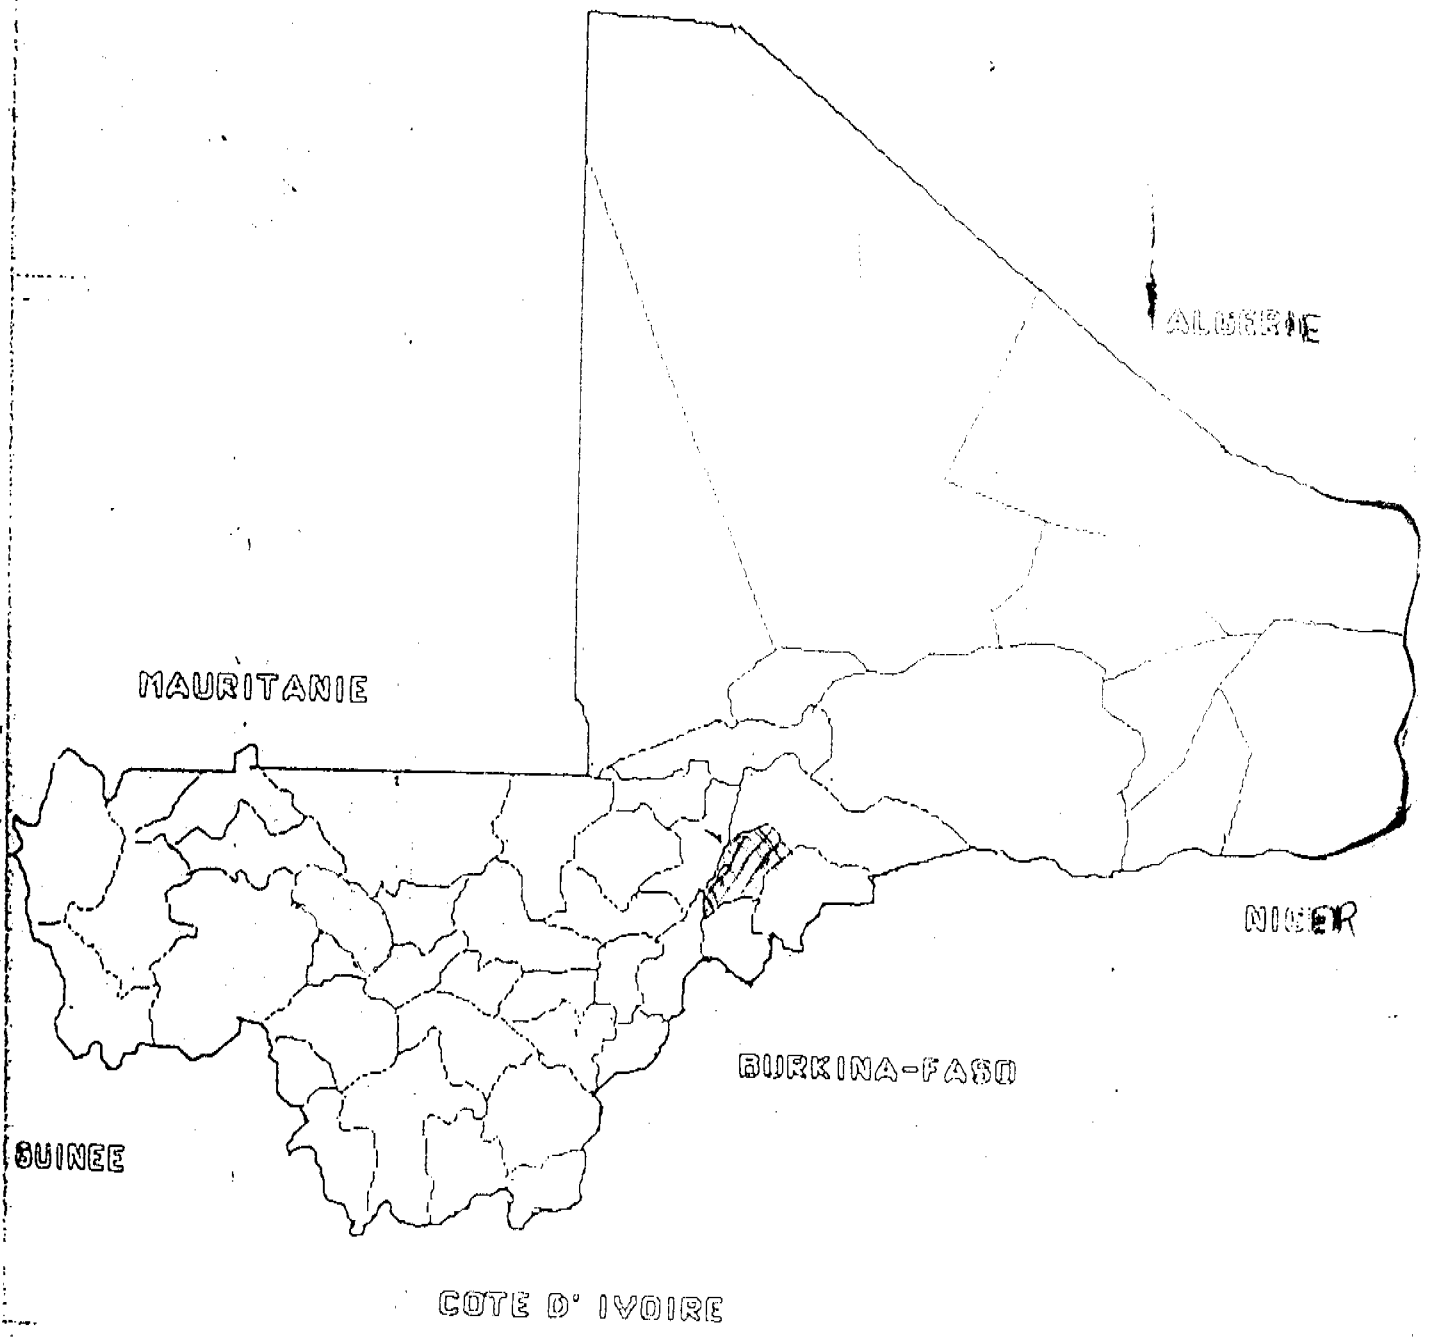 ALGERIE
MAURITANIE
NIGER
BURKINA-FASO
GUINEE
COTE D' IVOIRE